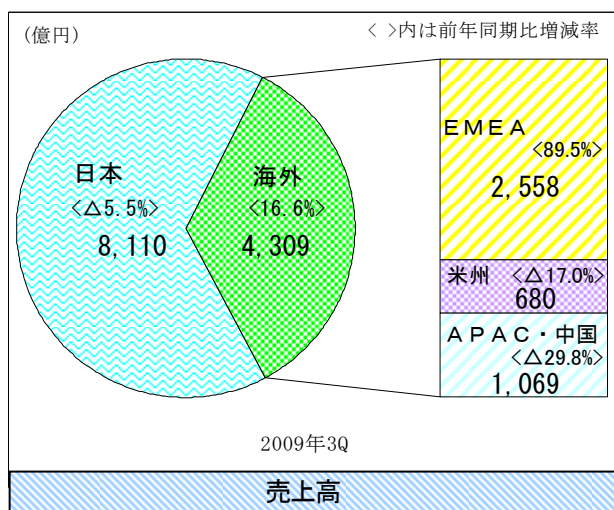 (億円)
< >内は前年同期比増減率
日本
<△5.5%>
8,110
海外
<16.6%>
4,309
EMEA
<89.5%>
2,558
米州 <△17.0%>
680
APAC・中国
<△29.8%>
1,069
2009年3Q
売上高